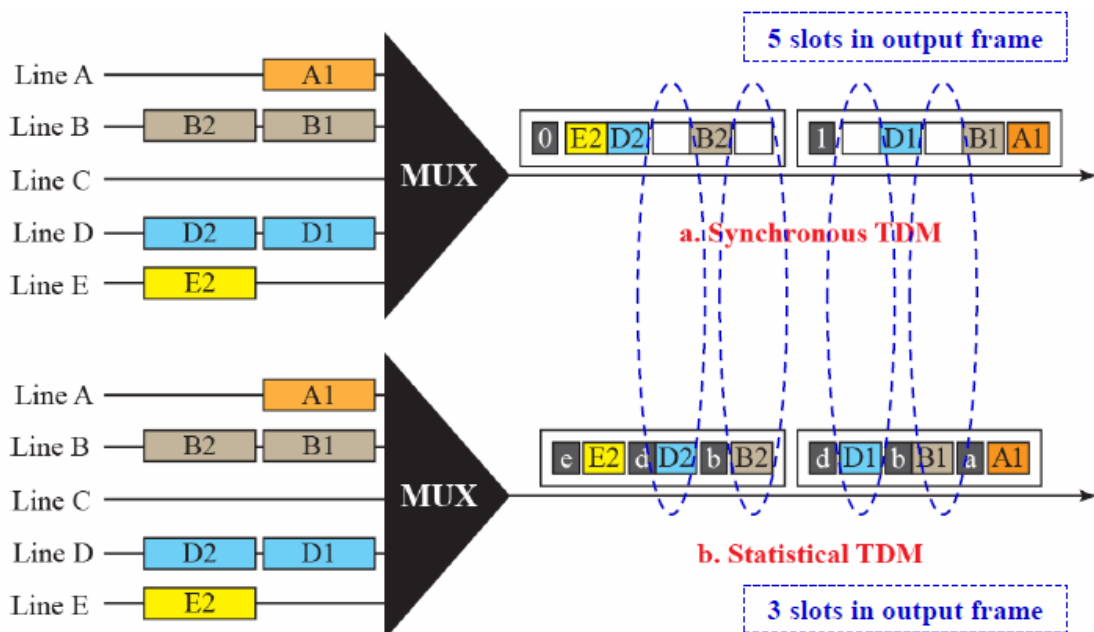 5 slots in output frame
Line A A1
Line B B2 B1
Line C
Line D D2 D1
Line E E2
MUX
0 E2 D2 B2 1 D1 B1 A1
a. Synchronous TDM
Line A A1
Line B B2 B1
Line C
Line D D2 D1
Line E E2
MUX
e E2 d D2 b B2 d D1 b B1 a A1
b. Statistical TDM
3 slots in output frame